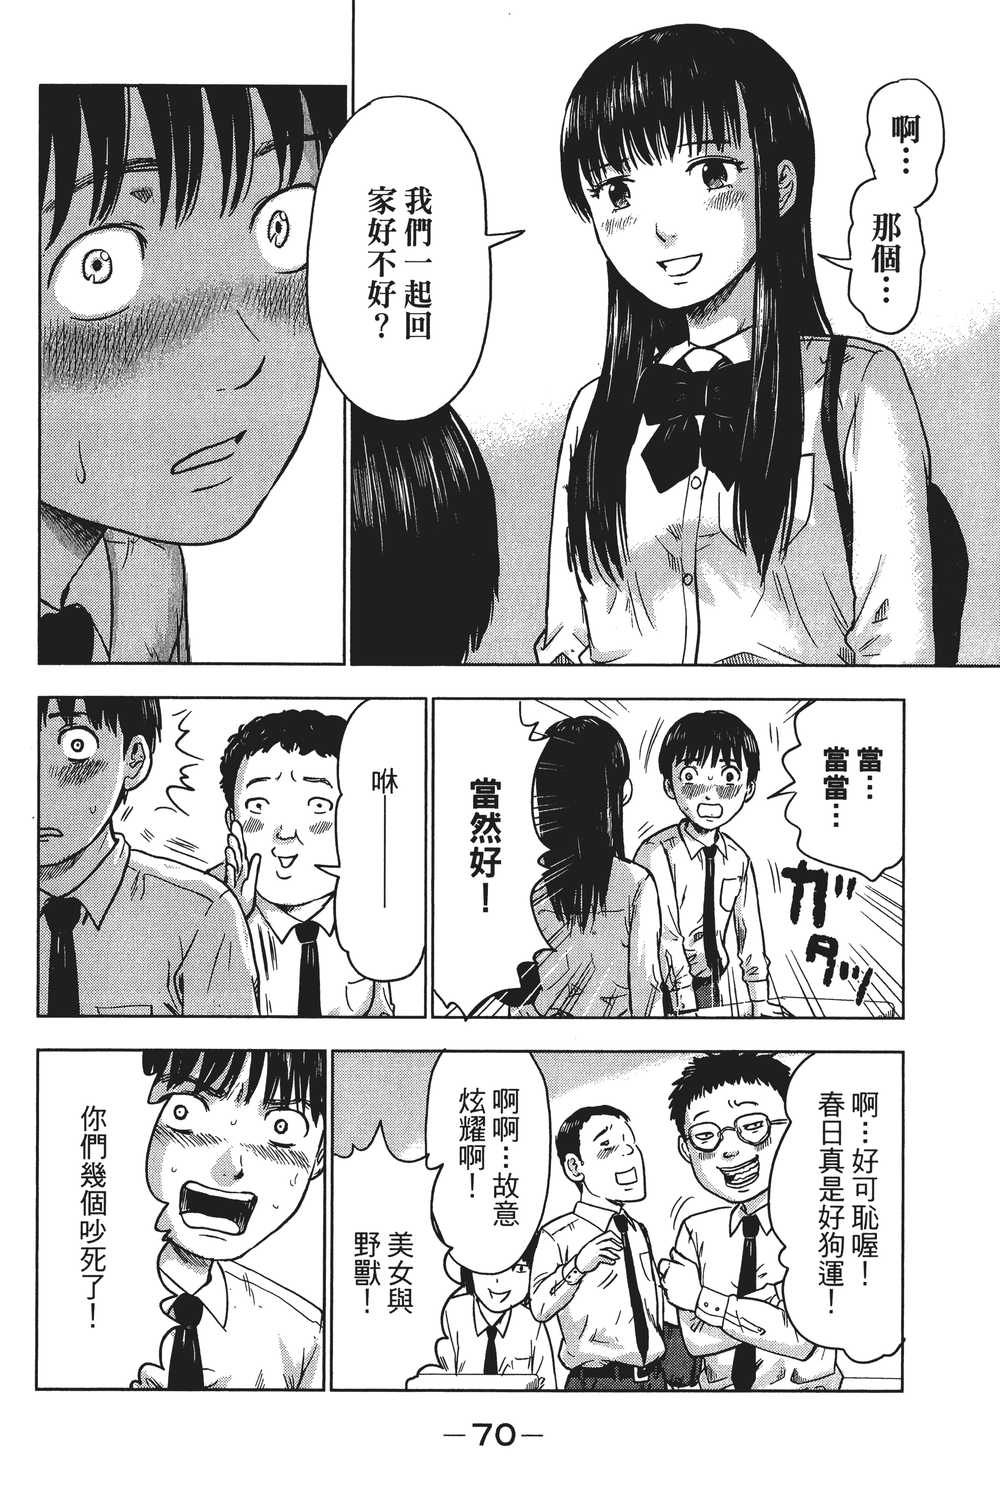 啊…
那個…
我們一起回
家好不好？
當…
當當…
ガタッ
當然好！
咻──
啊…好可恥喔！
春日真是好狗運！
啊啊…故意
炫耀啊！
美女與
野獸！
你們幾個吵死了！
—70—